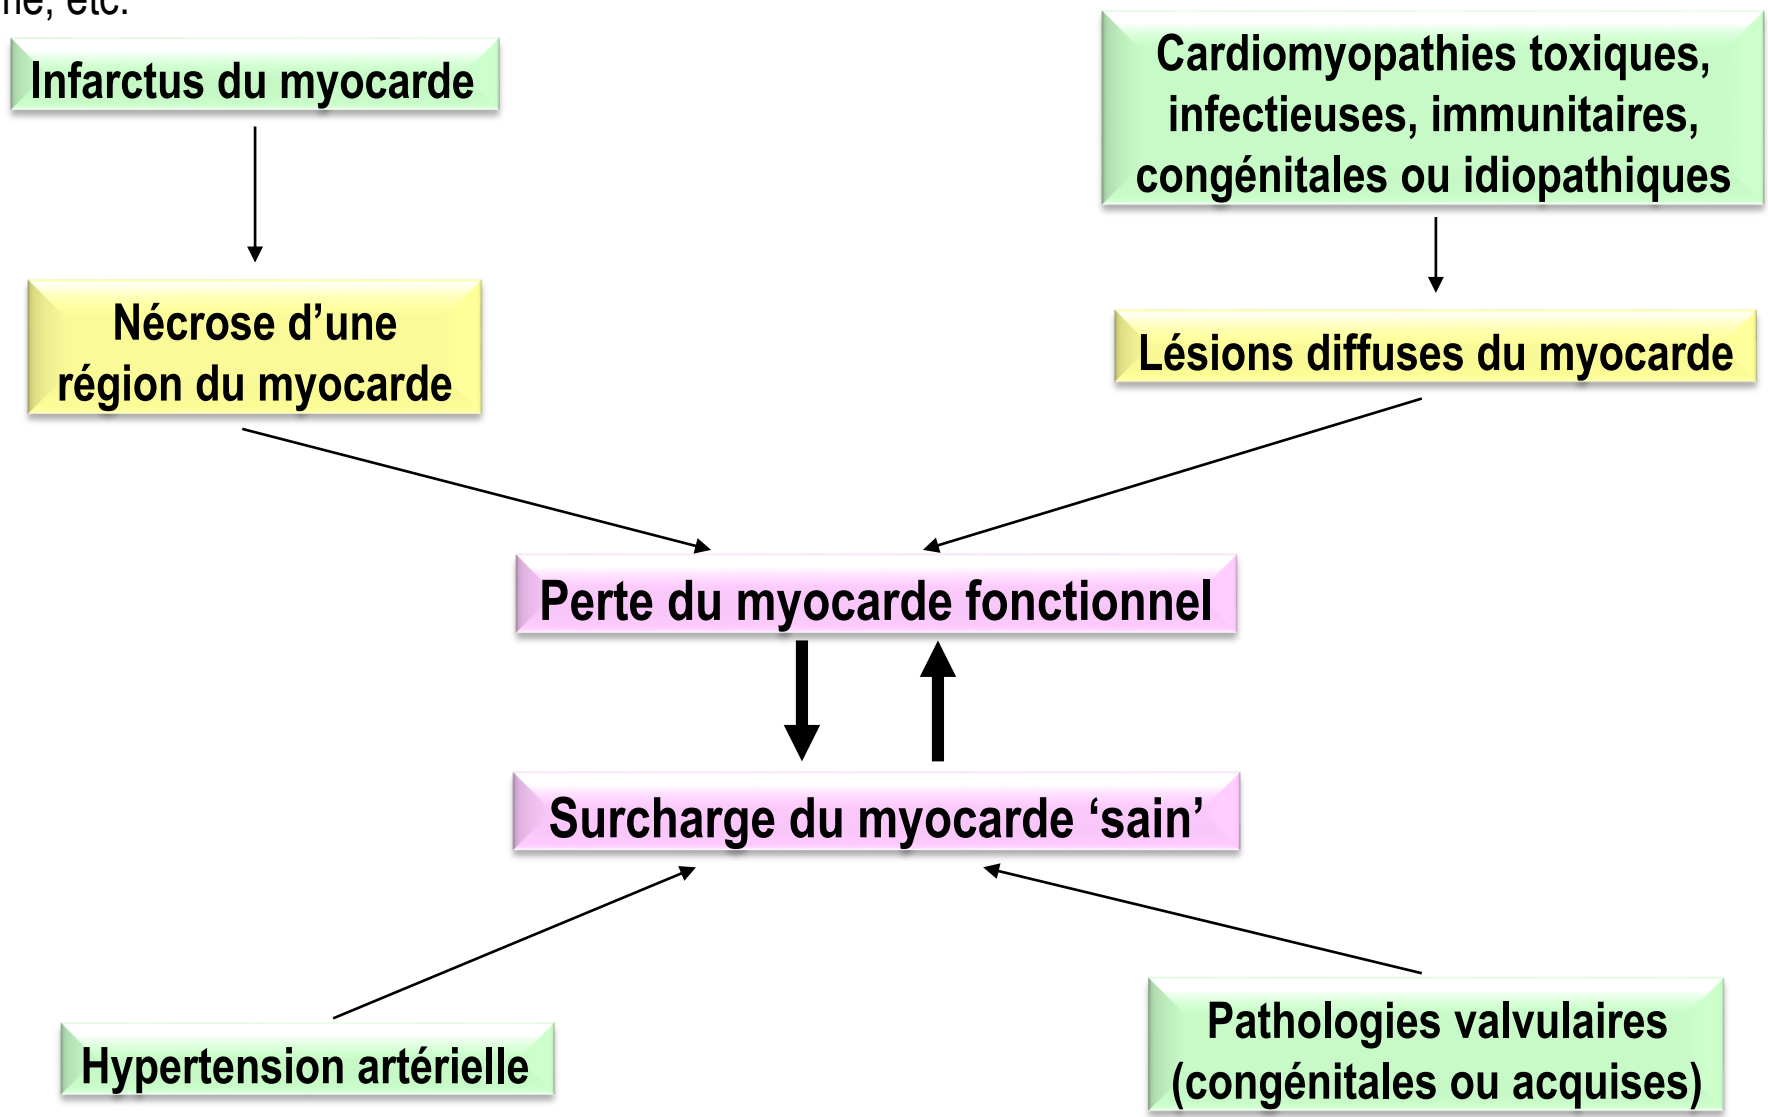 etc.
Infarctus du myocarde
Cardiomyopathies toxiques,
infectieuses, immunitaires,
congénitales ou idiopathiques
Nécrose d’une
région du myocarde
Lésions diffuses du myocarde
Perte du myocarde fonctionnel
Surcharge du myocarde ‘sain’
Hypertension artérielle
Pathologies valvulaires
(congénitales ou acquises)